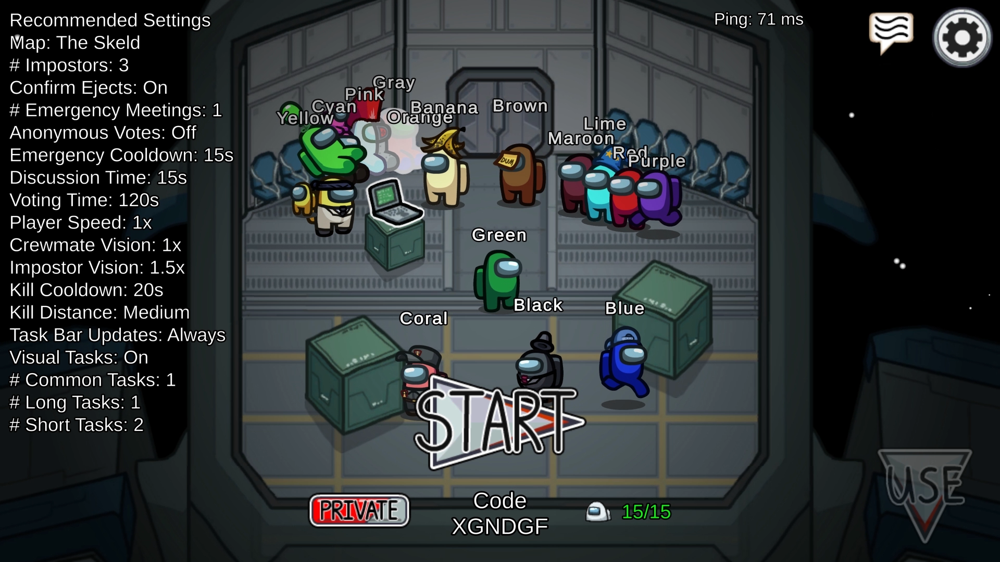 Recommended Settings
Map: The Skeld
# Impostors: 3
Confirm Ejects: On
# Emergency Meetings: 1
Anonymous Votes: Off
Emergency Cooldown: 15s
Discussion Time: 15s
Voting Time: 120s
Player Speed: 1x
Crewmate Vision: 1x
Impostor Vision: 1.5x
Kill Cooldown: 20s
Kill Distance: Medium
Task Bar Updates: Always
Visual Tasks: On
# Common Tasks: 1
# Long Tasks: 1
# Short Tasks: 2
Ping: 71 ms
Gray
Pink
Cyan
Yellow
Banana
Orange
Brown
Lime
Maroon
Red
Purple
DUM
Green
Black
Blue
Coral
START
PRIVATE
Code
XGNDGF
15/15
USE